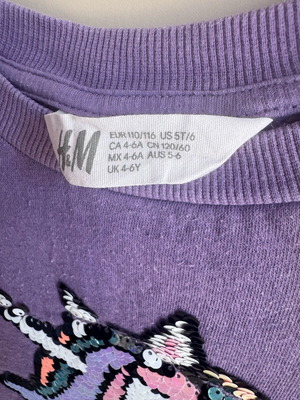 H&M
EUR 110/116 US 5T/6
CA 4-6A CN 120/60
MX 4-6A AUS 5-6
UK 4-6Y